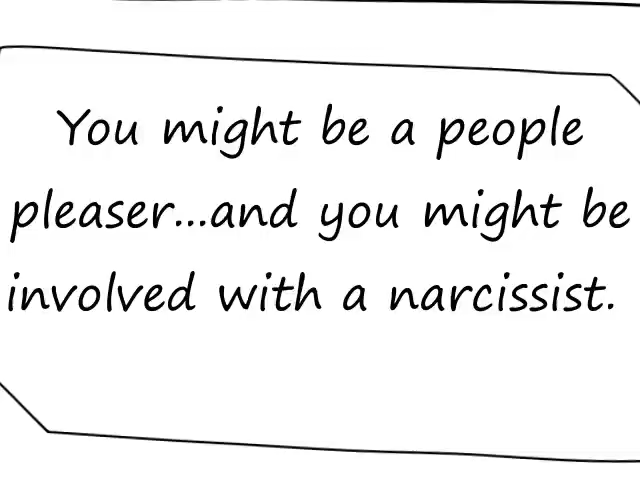 You might be a people
pleaser...and you might be
involved with a narcissist.